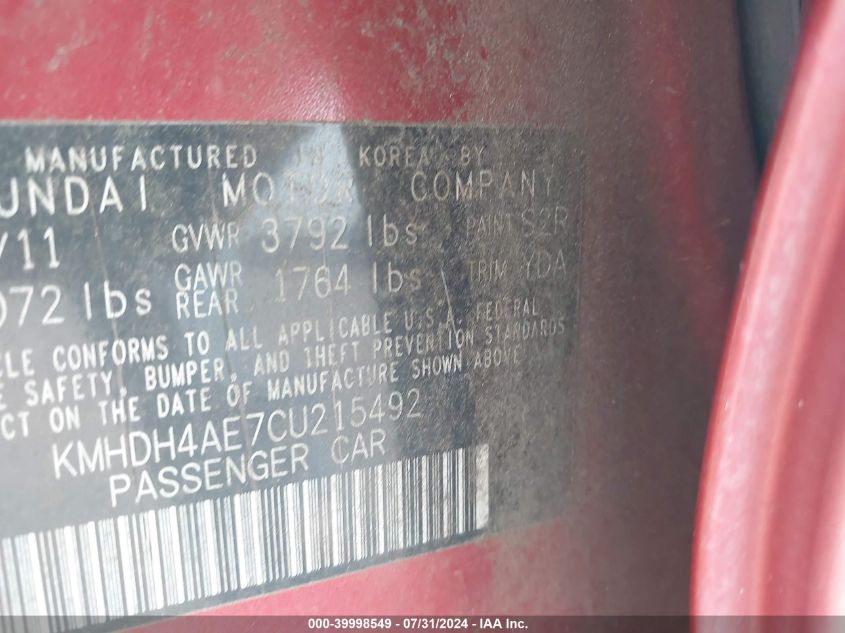 MANUFACTURED IN KOREA BY
UNDAI MOTOR COMPANY
/11 GVWR 3792 lbs PAINT S2R
072 lbs GAWR REAR 1764 lbs TRIM YDA
CLE CONFORMS TO ALL APPLICABLE U.S.A. FEDERAL
E SAFETY, BUMPER, AND THEFT PREVENTION STANDARDS
CT ON THE DATE OF MANUFACTURE SHOWN ABOVE
KMHDH4AE7CU215492
PASSENGER CAR
000-39998549 - 07/31/2024 - © IAA Inc.